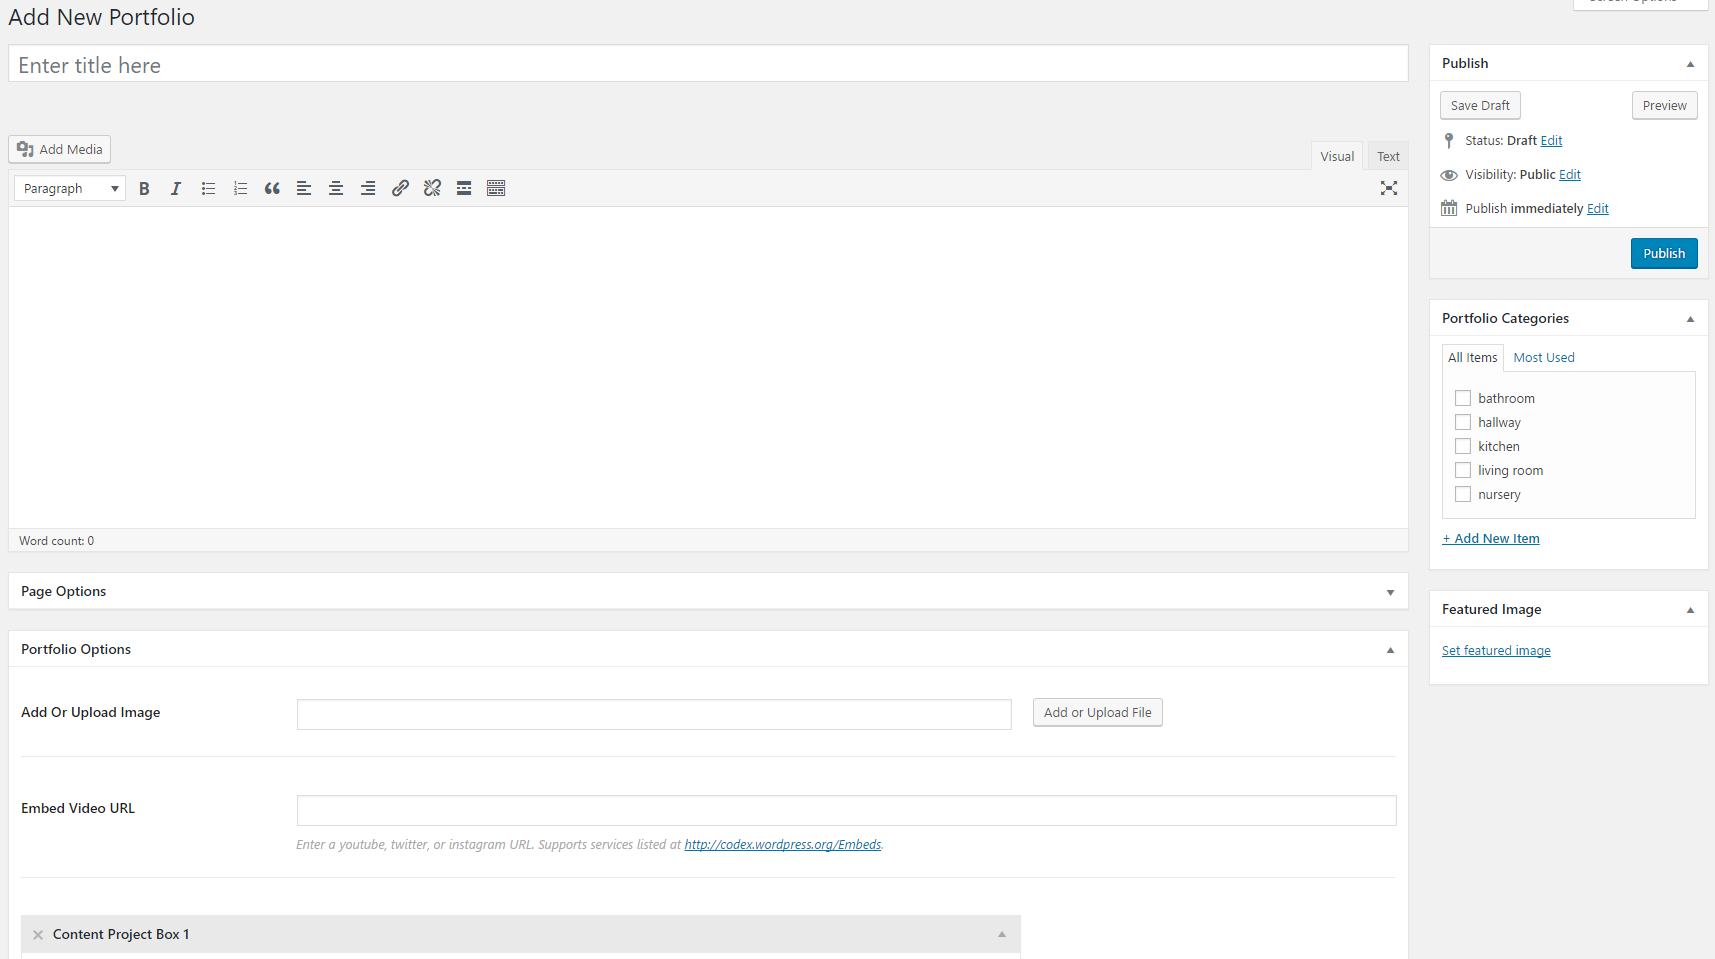 Add New Portfolio
Screen Options
Enter title here
Add Media
Visual
Text
Paragraph
B
I
Word count: 0
Page Options
Portfolio Options
Add Or Upload Image
Add or Upload File
Embed Video URL
Enter a youtube, twitter, or instagram URL. Supports services listed at http://codex.wordpress.org/Embeds.
Content Project Box 1
Publish
Save Draft
Preview
Status: Draft Edit
Visibility: Public Edit
Publish immediately Edit
Publish
Portfolio Categories
All Items
Most Used
bathroom
hallway
kitchen
living room
nursery
+ Add New Item
Featured Image
Set featured image